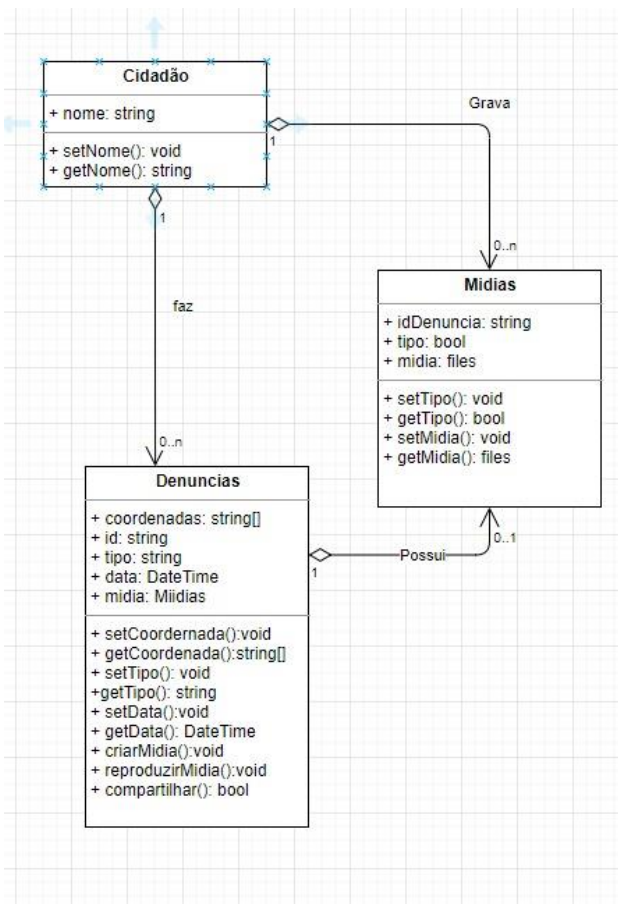 Cidadão
+ nome: string
+ setNome(): void
+ getNome(): string
1
Grava
0..n
1
faz
0..n
Midias
+ idDenuncia: string
+ tipo: bool
+ midia: files
+ setTipo(): void
+ getTipo(): bool
+ setMidia(): void
+ getMidia(): files
Denuncias
+ coordenadas: string[]
+ id: string
+ tipo: string
+ data: DateTime
+ midia: Miidias
+ setCoordernada():void
+ getCoordenada():string[]
+ setTipo(): void
+getTipo(): string
+ setData():void
+ getData(): DateTime
+ criarMidia():void
+ reproduzirMidia():void
+ compartilhar(): bool
1
Possui
0..1